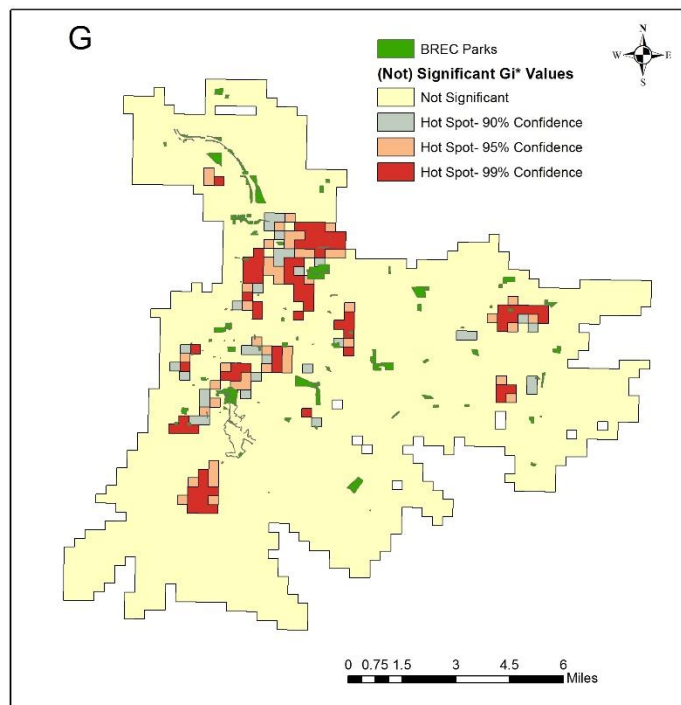 G
BREC Parks
(Not) Significant Gi* Values
Not Significant
Hot Spot- 90% Confidence
Hot Spot- 95% Confidence
Hot Spot- 99% Confidence
N
W E
S
0 0.75 1.5 3 4.5 6
Miles